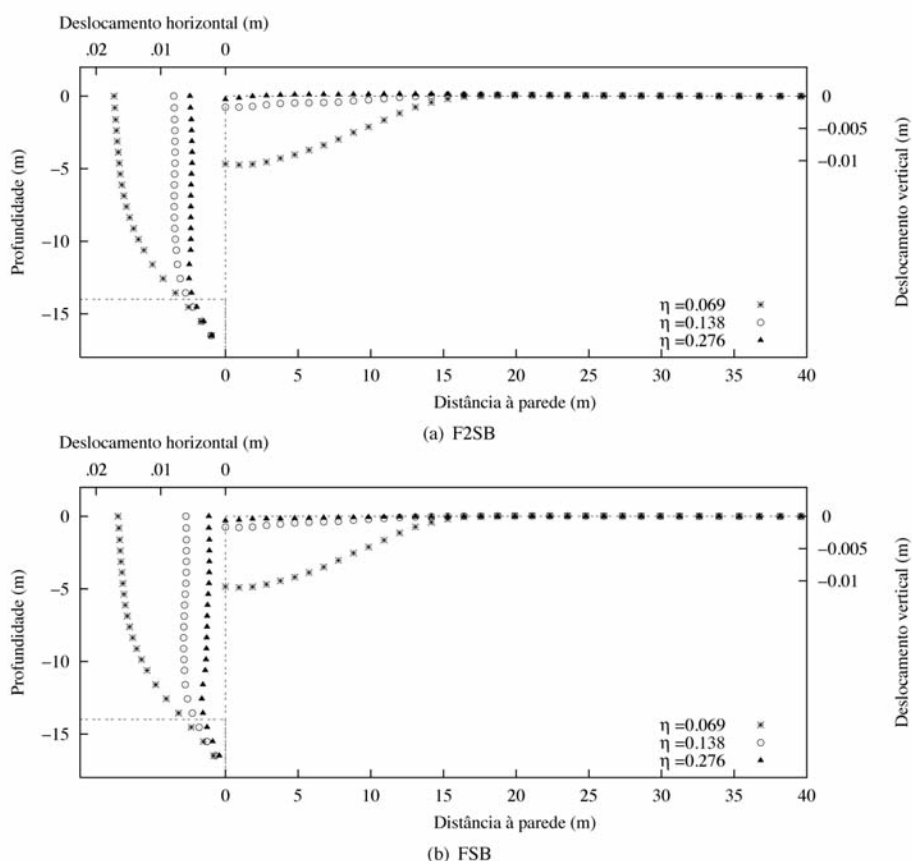 Deslocamento horizontal (m)
.02 .01 0
0 0
−0.005
−5 −0.01
−10
−15
Profundidade (m)
Deslocamento vertical (m)
η =0.069
η =0.138
η =0.276
0 5 10 15 20 25 30 35 40
Distância à parede (m)
(a) F2SB
Deslocamento horizontal (m)
.02 .01 0
0 0
−0.005
−5 −0.01
−10
−15
Profundidade (m)
Deslocamento vertical (m)
η =0.069
η =0.138
η =0.276
0 5 10 15 20 25 30 35 40
Distância à parede (m)
(b) FSB